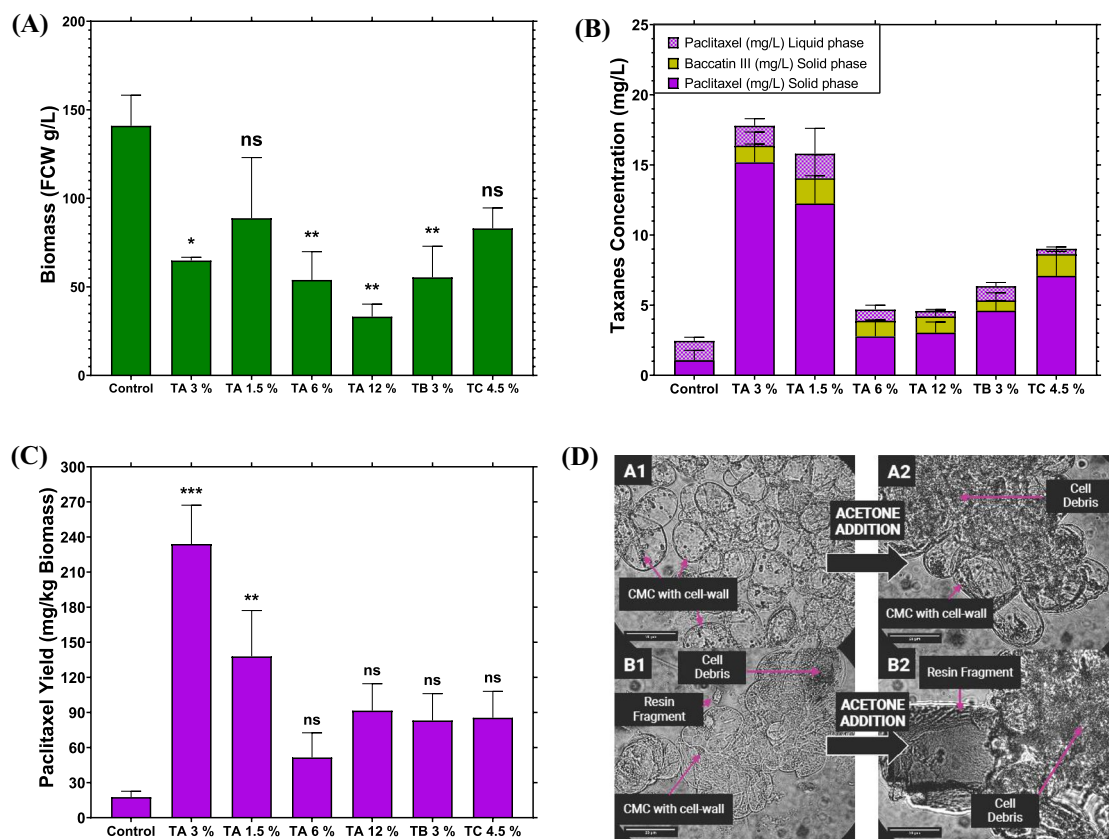 (A)
200
150
100
50
0
Biomass (FCW g/L)
*
ns
**
**
**
ns
Control TA 3 % TA 1.5 % TA 6 % TA 12 % TB 3 % TC 4.5 %
(B)
25
20
15
10
5
0
Taxanes Concentration (mg/L)
Paclitaxel (mg/L) Liquid phase
Baccatin III (mg/L) Solid phase
Paclitaxel (mg/L) Solid phase
Control TA 3 % TA 1.5 % TA 6 % TA 12 % TB 3 % TC 4.5 %
(C)
300
270
240
210
180
150
120
90
60
30
0
Paclitaxel Yield (mg/kg Biomass)
***
**
ns
ns
ns
ns
Control TA 3 % TA 1.5 % TA 6 % TA 12 % TB 3 % TC 4.5 %
(D)
A1
CMC with cell-wall
ACETONE
ADDITION
A2
Cell
Debris
CMC with cell-wall
B1
Cell
Debris
Resin
Fragment
CMC with cell-wall
ACETONE
ADDITION
B2
Resin Fragment
Cell
Debris